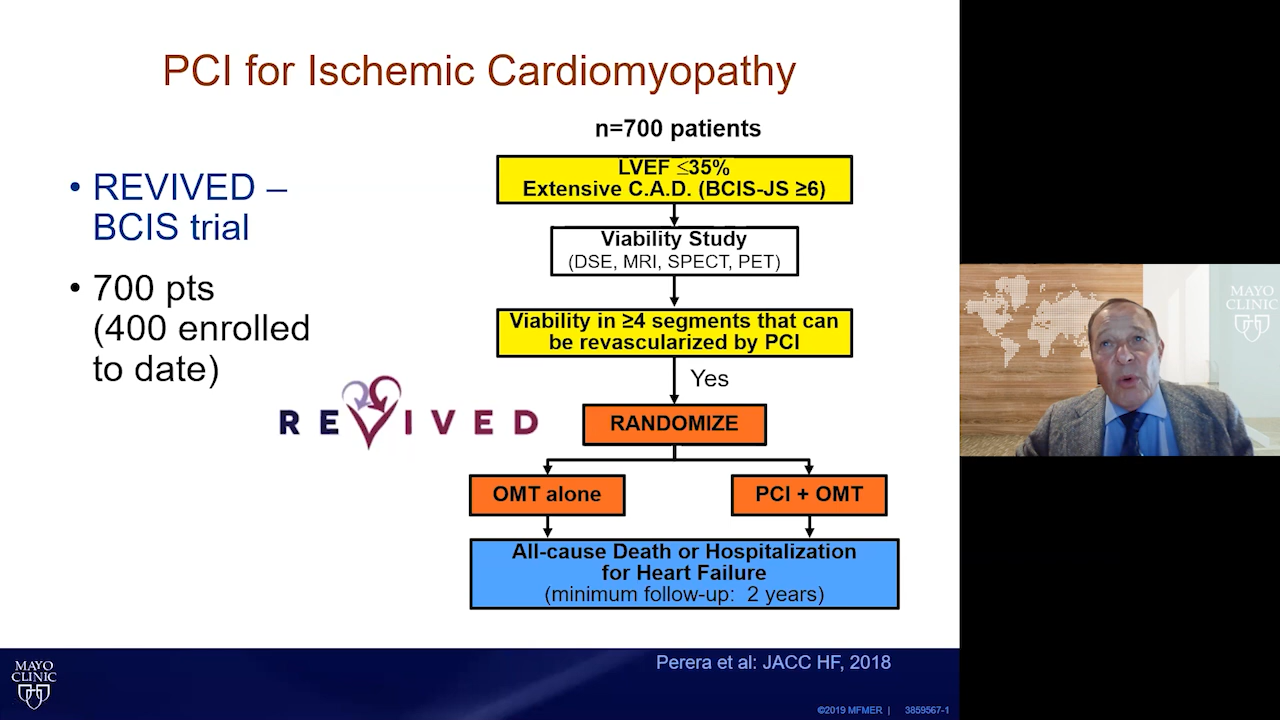 PCI for Ischemic Cardiomyopathy
• REVIVED –
BCIS trial
• 700 pts
(400 enrolled
to date)
REVIVED
n=700 patients
LVEF ≤35%
Extensive C.A.D. (BCIS-JS ≥6)
Viability Study
(DSE, MRI, SPECT, PET)
Viability in ≥4 segments that can
be revascularized by PCI
Yes
RANDOMIZE
OMT alone
PCI + OMT
All-cause Death or Hospitalization
for Heart Failure
(minimum follow-up: 2 years)
Perera et al: JACC HF, 2018
MAYO
CLINIC
©2019 MFMER | 3859567-1
MAYO
CLINIC